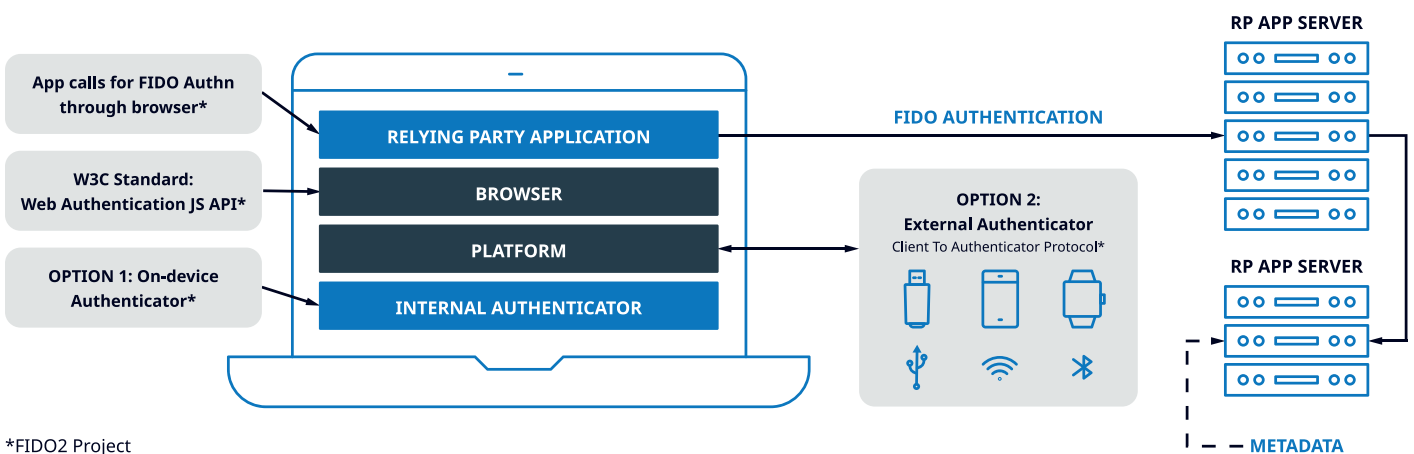 App calls for FIDO Authn
through browser*
W3C Standard:
Web Authentication JS API*
OPTION 1: On-device
Authenticator*
RELYING PARTY APPLICATION
BROWSER
PLATFORM
INTERNAL AUTHENTICATOR
FIDO AUTHENTICATION
OPTION 2:
External Authenticator
Client To Authenticator Protocol*
RP APP SERVER
RP APP SERVER
METADATA
*FIDO2 Project